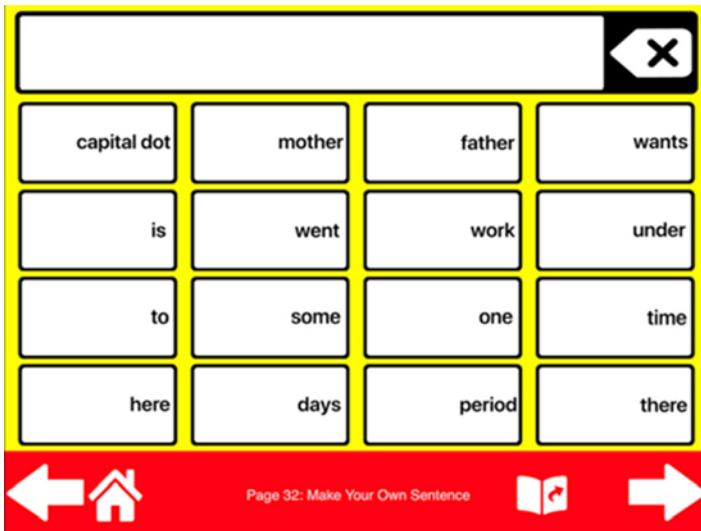 capital dot mother father wants
is went work under
to some one time
here days period there
Page 32: Make Your Own Sentence